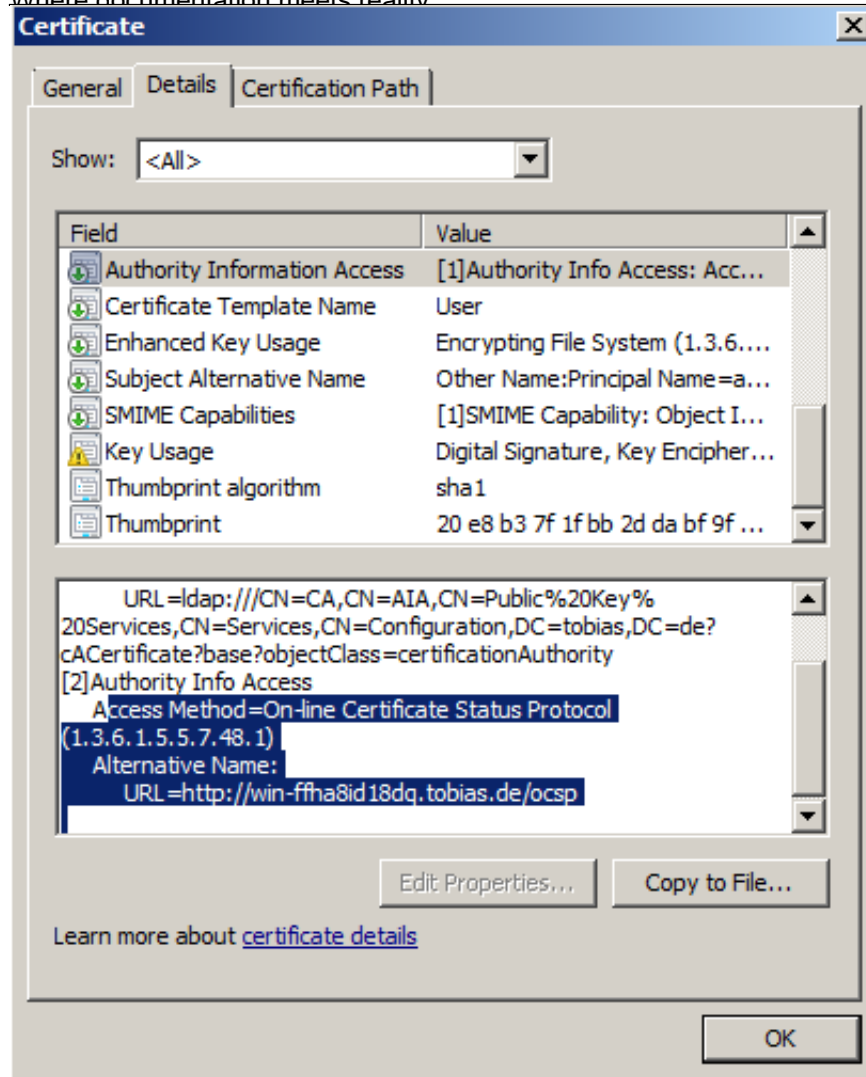 Where documentation meets reality
Certificate
General Details Certification Path
Show: <All>
Field Value
Authority Information Access [1]Authority Info Access: Acc...
Certificate Template Name User
Enhanced Key Usage Encrypting File System (1.3.6....
Subject Alternative Name Other Name:Principal Name=a...
SMIME Capabilities [1]SMIME Capability: Object I...
Key Usage Digital Signature, Key Encipher...
Thumbprint algorithm sha1
Thumbprint 20 e8 b3 7f 1f bb 2d da bf 9f ...
URL=ldap:///CN=CA,CN=AIA,CN=Public%20Key%
20Services,CN=Services,CN=Configuration,DC=tobias,DC=de?
cACertificate?base?objectClass=certificationAuthority
[2]Authority Info Access
Access Method=On-line Certificate Status Protocol
(1.3.6.1.5.5.7.48.1)
Alternative Name:
URL=http://win-ffha8id18dq.tobias.de/ocsp
Edit Properties... Copy to File...
Learn more about certificate details
OK